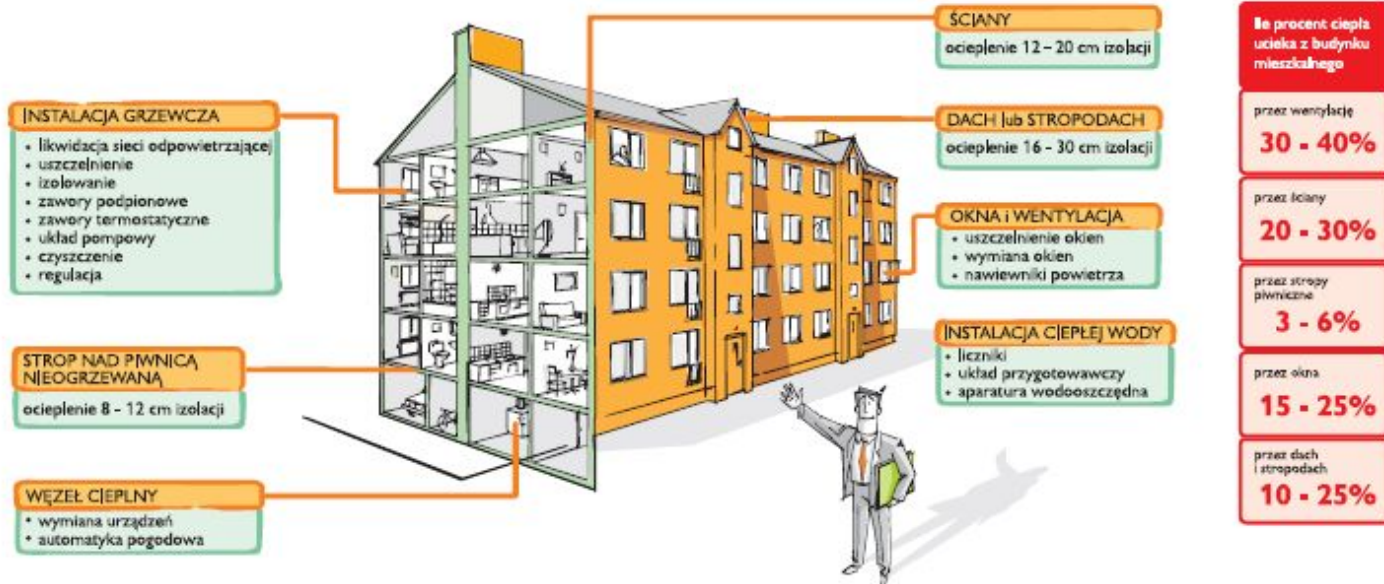 INSTALACJA GRZEWCZA
• likwidacja sieci odpowietrzającej
• uszczelnienie
• izolowanie
• zawory podpionowe
• zawory termostatyczne
• układ pompowy
• czyszczenie
• regulacja
STROP NAD PIWNICĄ
NIEOGRZEWANĄ
ocieplenie 8 - 12 cm izolacji
WĘZEŁ CIEPLNY
• wymiana urządzeń
• automatyka pogodowa
ŚCIANY
ocieplenie 12 – 20 cm izolacji
DACH lub STROPODACH
ocieplenie 16 - 30 cm izolacji
OKNA i WENTYLACJA
• uszczelnienie okien
• wymiana okien
• nawiewniki powietrza
INSTALACJA CIEPŁEJ WODY
• liczniki
• układ przygotowawczy
• aparatura wodooszczędna
Ile procent ciepła
ucieka z budynku
mieszkalnego
przez wentylację
30 - 40%
przez ściany
20 - 30%
przez stropy
piwniczne
3 - 6%
przez okna
15 - 25%
przez dach
i stropodach
10 - 25%